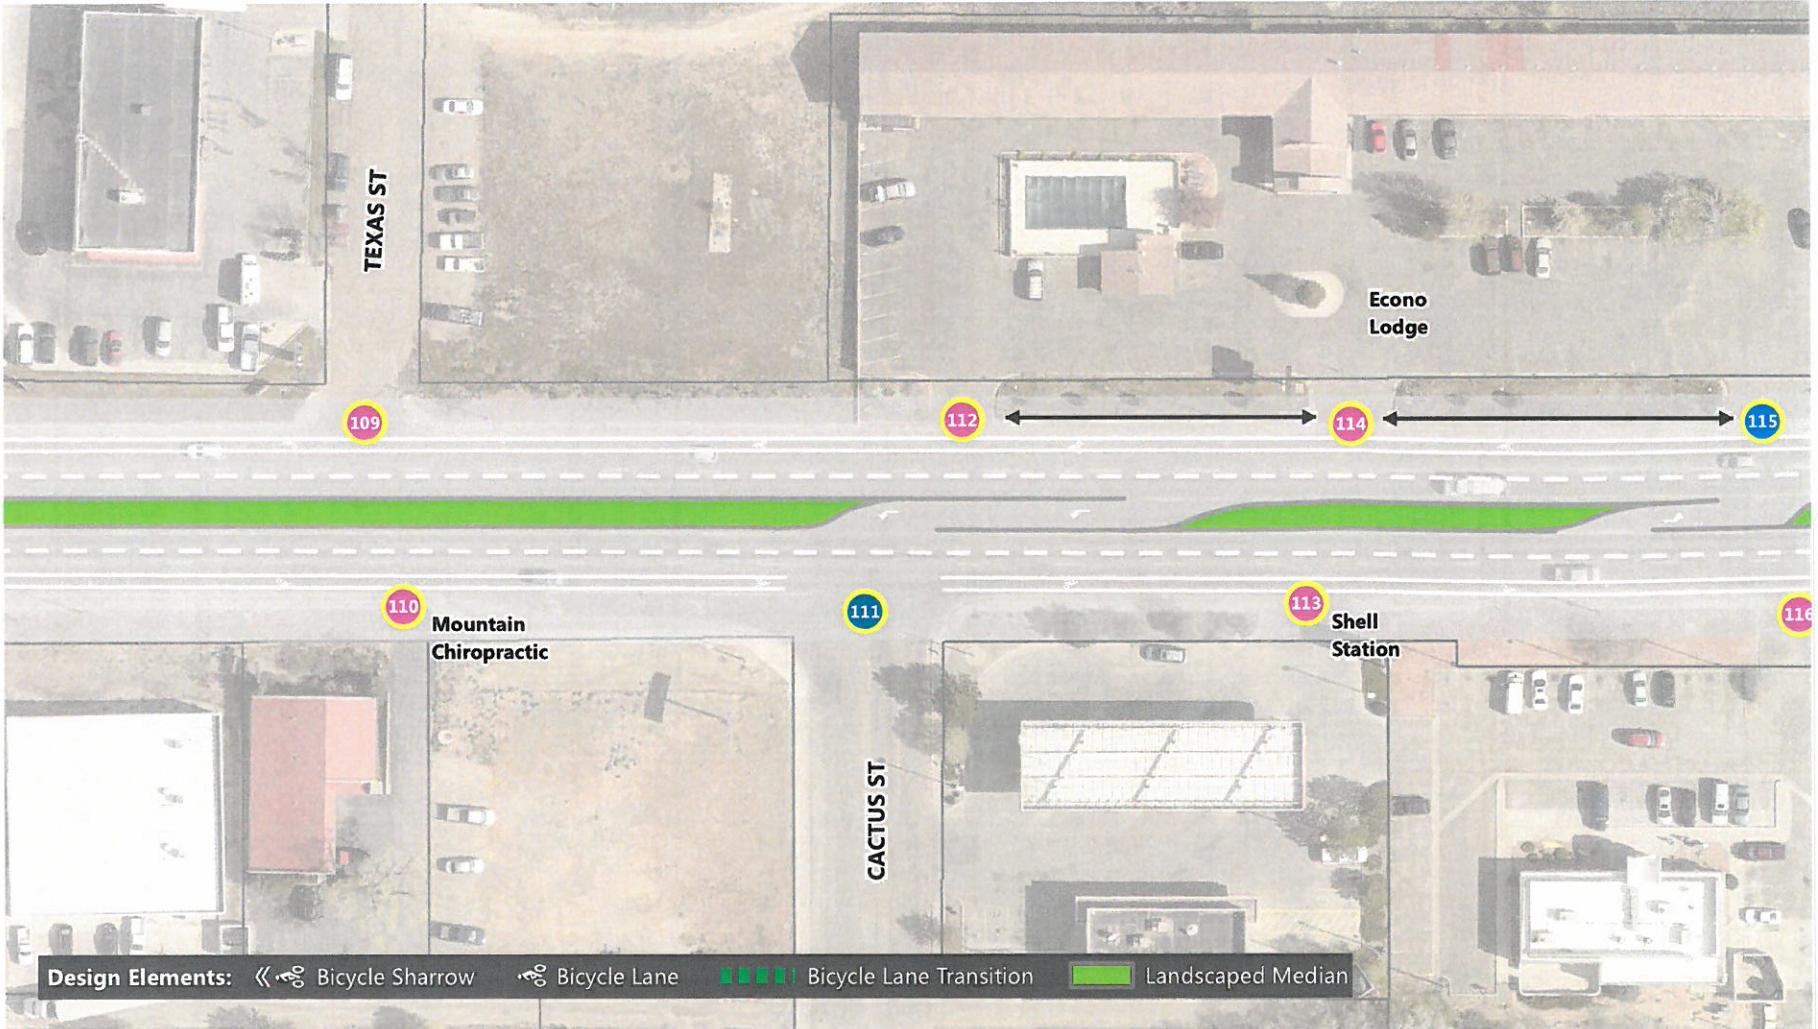 TEXAS ST
Econo
Lodge
109
112
114
115
110
Mountain
Chiropractic
111
113
Shell
Station
116
CACTUS ST
Design Elements: Bicycle Sharrow Bicycle Lane Bicycle Lane Transition Landscaped Median